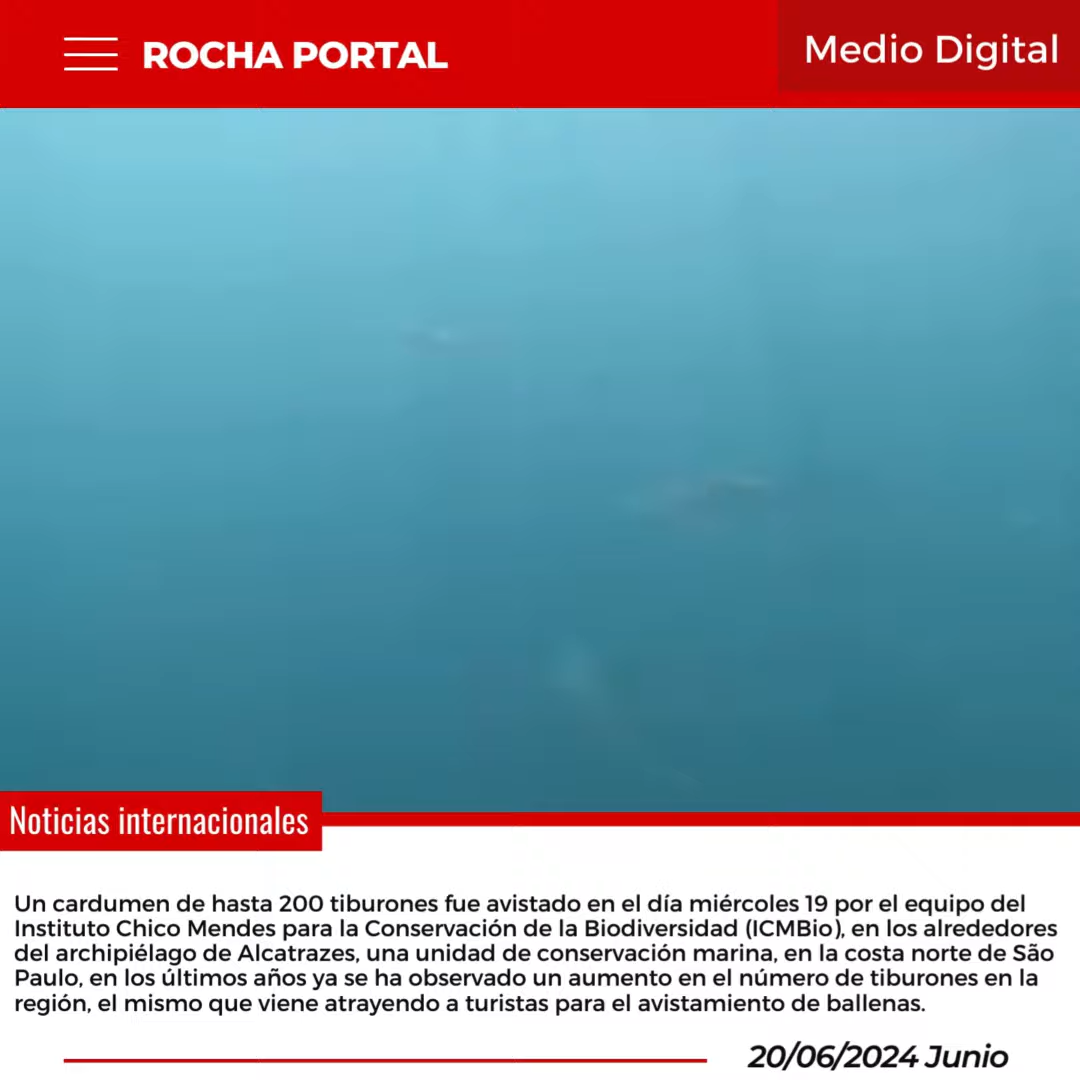 ROCHA PORTAL
Medio Digital
Noticias internacionales
Un cardumen de hasta 200 tiburones fue avistado en el día miércoles 19 por el equipo del
Instituto Chico Mendes para la Conservación de la Biodiversidad (ICMBio), en los alrededores
del archipiélago de Alcatrazes, una unidad de conservación marina, en la costa norte de São
Paulo, en los últimos años ya se ha observado un aumento en el número de tiburones en la
región, el mismo que viene atrayendo a turistas para el avistamiento de ballenas.
20/06/2024 Junio